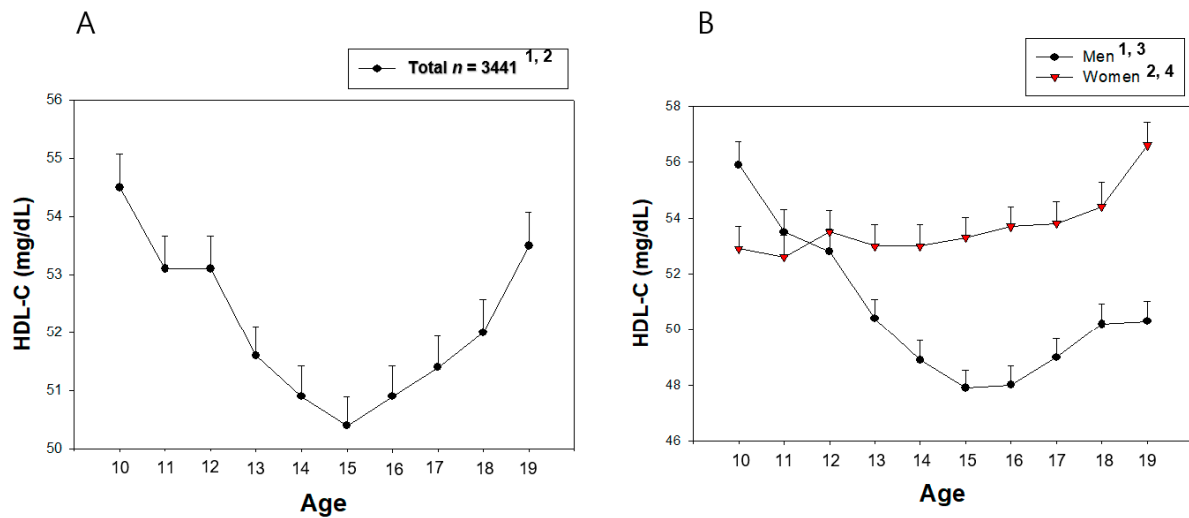 A
Total n = 3441 1, 2
HDL-C (mg/dL)
56
55
54
53
52
51
50
10 11 12 13 14 15 16 17 18 19
Age
B
Men 1, 3
Women 2, 4
HDL-C (mg/dL)
58
56
54
52
50
48
46
10 11 12 13 14 15 16 17 18 19
Age